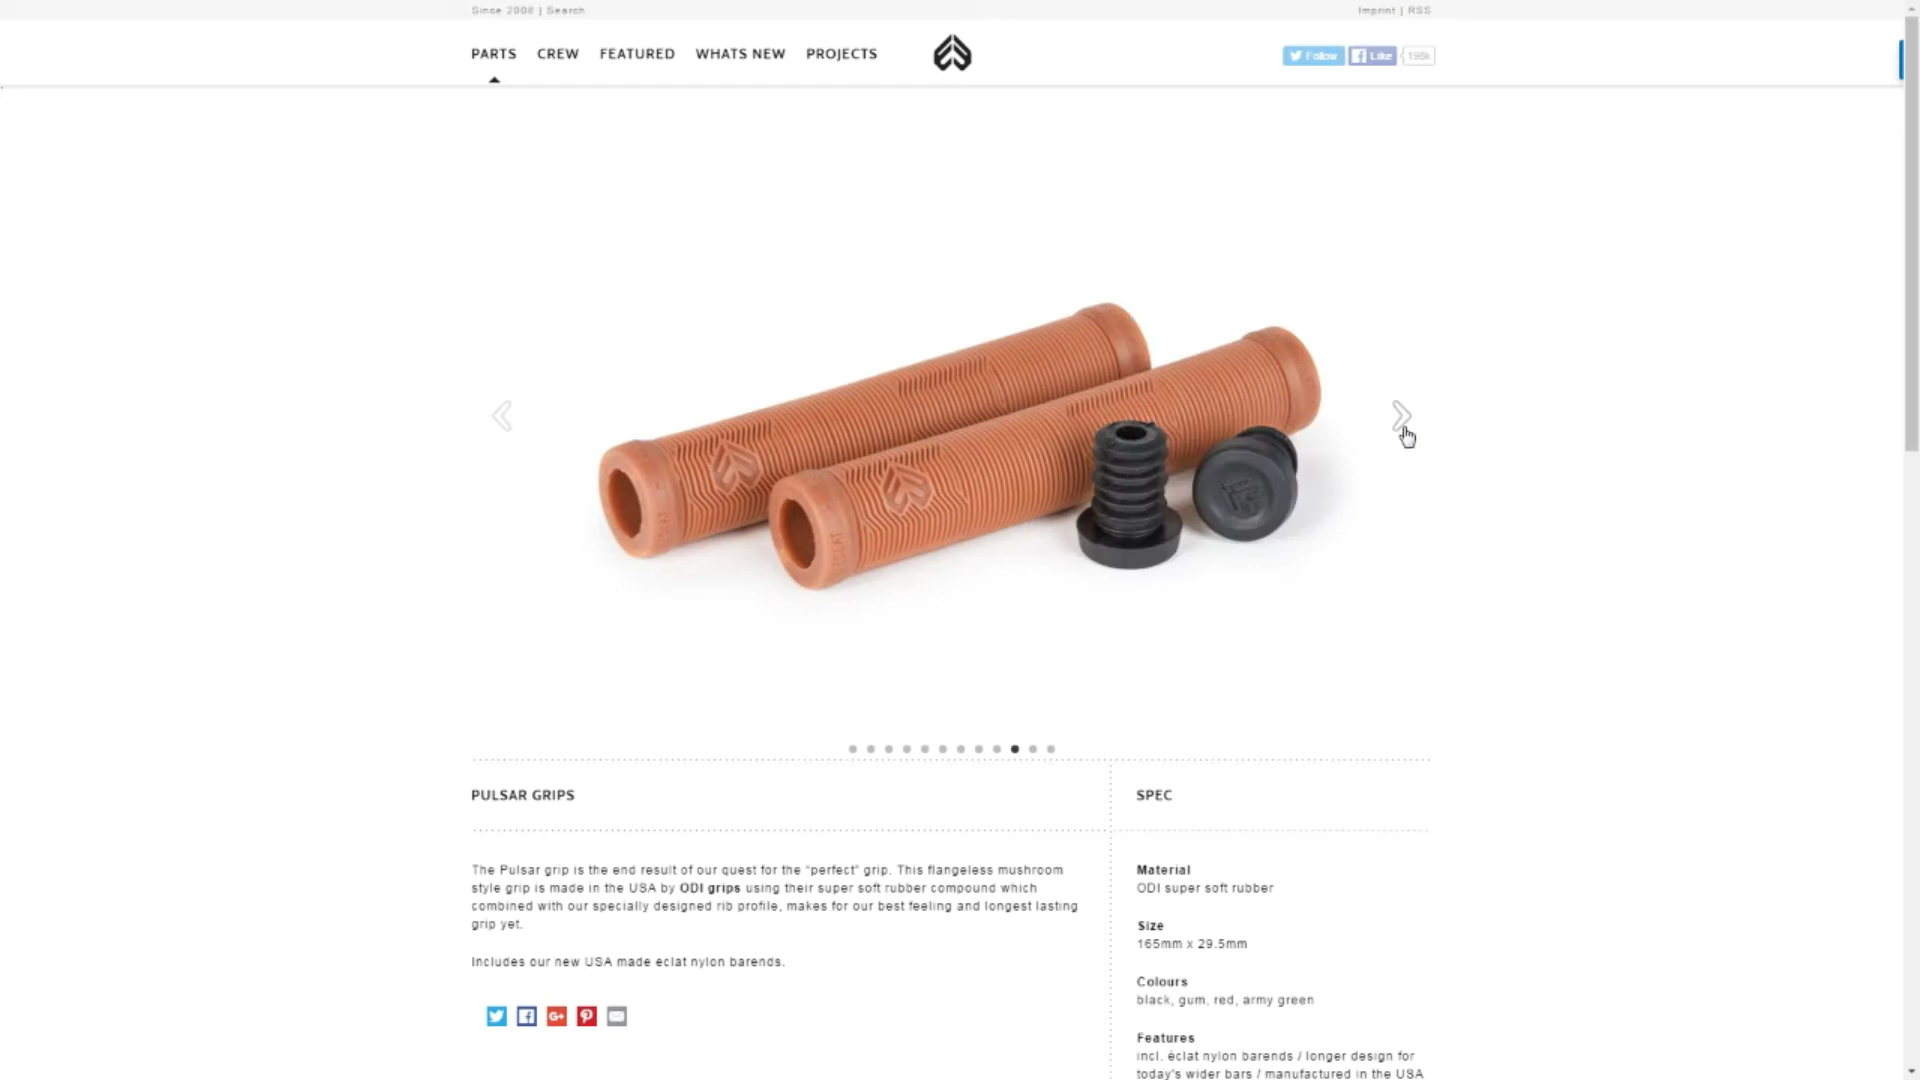 Since 2008 | Search
Imprint | RSS
PARTS CREW FEATURED WHATS NEW PROJECTS
Follow Like 198k
PULSAR GRIPS
SPEC
The Pulsar grip is the end result of our quest for the "perfect" grip. This flangeless mushroom
style grip is made in the USA by ODI grips using their super soft rubber compound which
combined with our specially designed rib profile, makes for our best feeling and longest lasting
grip yet.
Includes our new USA made eclat nylon barends.
Material
ODI super soft rubber
Size
165mm x 29.5mm
Colours
black, gum, red, army green
Features
incl. éclat nylon barends / longer design for
today's wider bars / manufactured in the USA